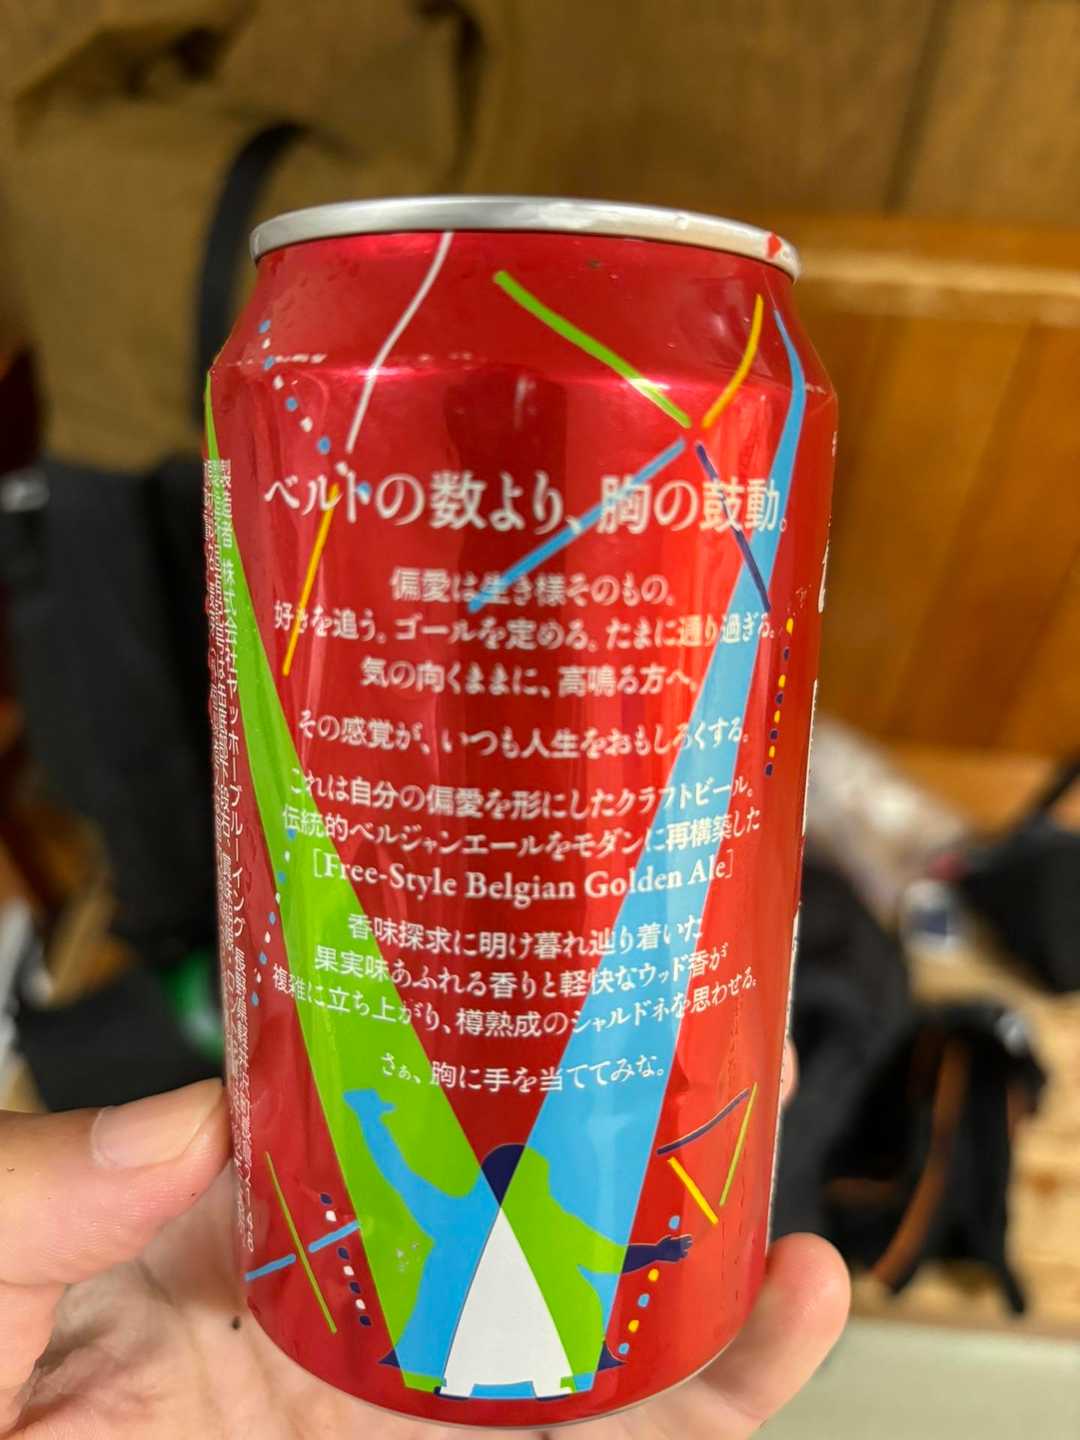 ベルトの数より、胸の鼓動。
偏愛は生き様そのもの。
好きを追う。ゴールを定める。たまに通り過ぎる。
気の向くままに、高鳴る方へ。
その感覚が、いつも人生をおもしろくする。
これは自分の偏愛を形にしたクラフトビール。
伝統的ベルジャンエールをモダンに再構築した
[Free-Style Belgian Golden Ale]
香味探求に明け暮れ辿り着いた
果実味あふれる香りと軽快なウッド香が
複雑に立ち上がり、樽熟成のシャルドネを思わせる。
さぁ、胸に手を当ててみな。
製造者 株式会社ヤッホーブルーイング 長野県軽井沢町